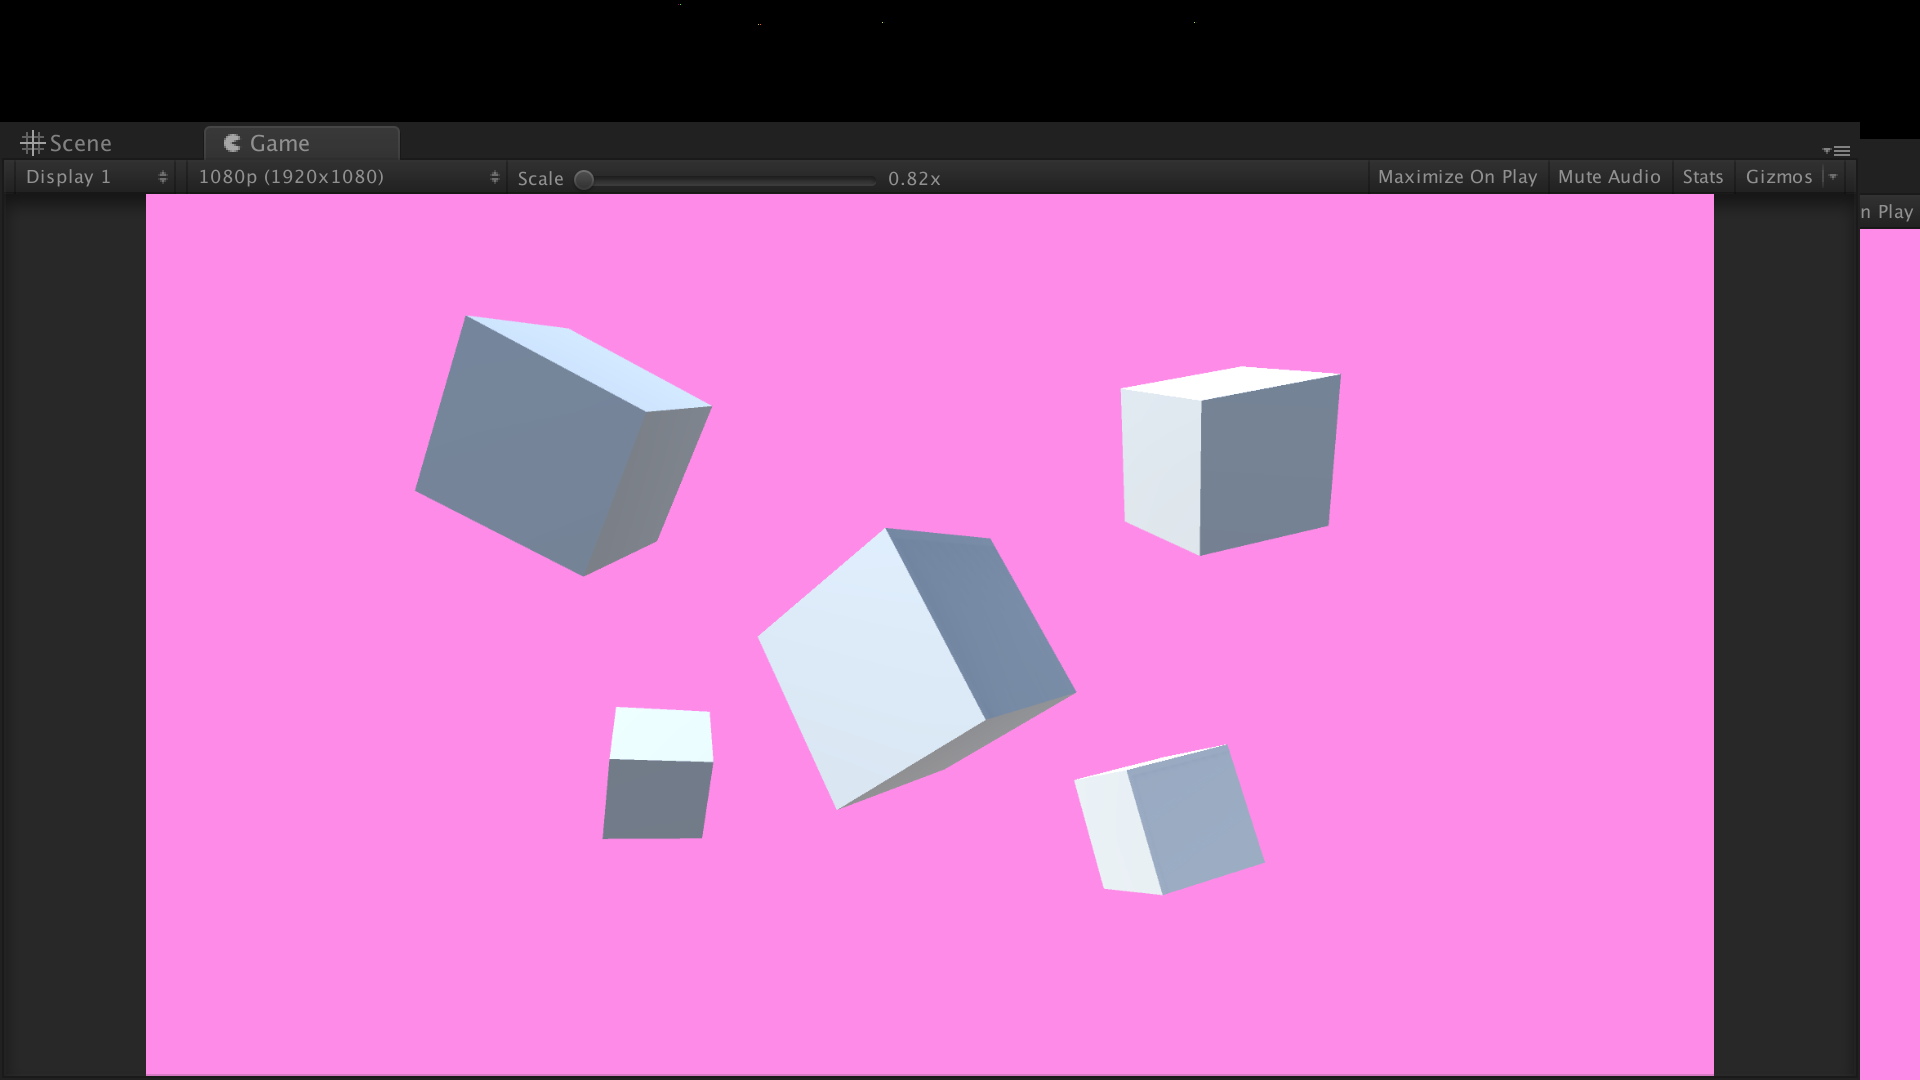 Scene
Game
Display 1
1080p (1920x1080)
Scale
0.82x
Maximize On Play
Mute Audio
Stats
Gizmos
n Play